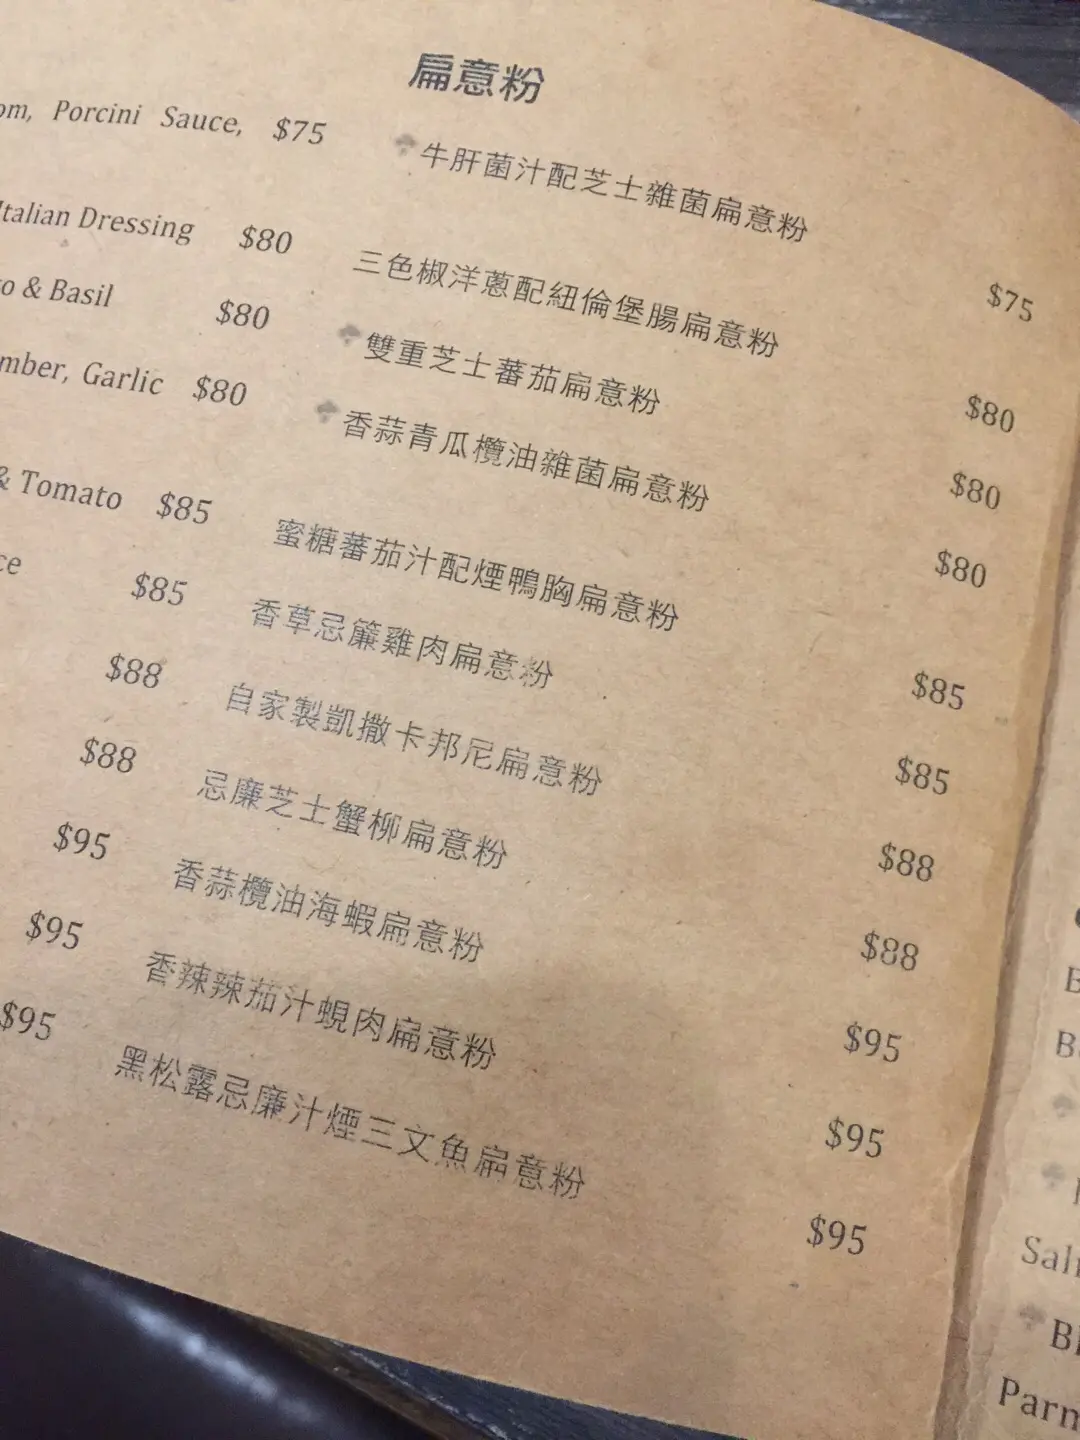 扁意粉
Porcini Sauce, $75
牛肝菌汁配芝士雜菌扁意粉 $75
Italian Dressing $80
三色椒洋蔥配紐倫堡腸扁意粉 $80
& Basil $80
雙重芝士蕃茄扁意粉 $80
Garlic $80
香蒜青瓜欖油雜菌扁意粉 $80
& Tomato $85
蜜糖蕃茄汁配煙鴨胸扁意粉 $85
$85
香草忌簾雞肉扁意粉 $85
$88
自家製凱撒卡邦尼扁意粉 $88
$88
忌廉芝士蟹柳扁意粉 $88
$95
香蒜欖油海蝦扁意粉 $95
$95
香辣辣茄汁蜆肉扁意粉 $95
$95
黑松露忌廉汁煙三文魚扁意粉 $95